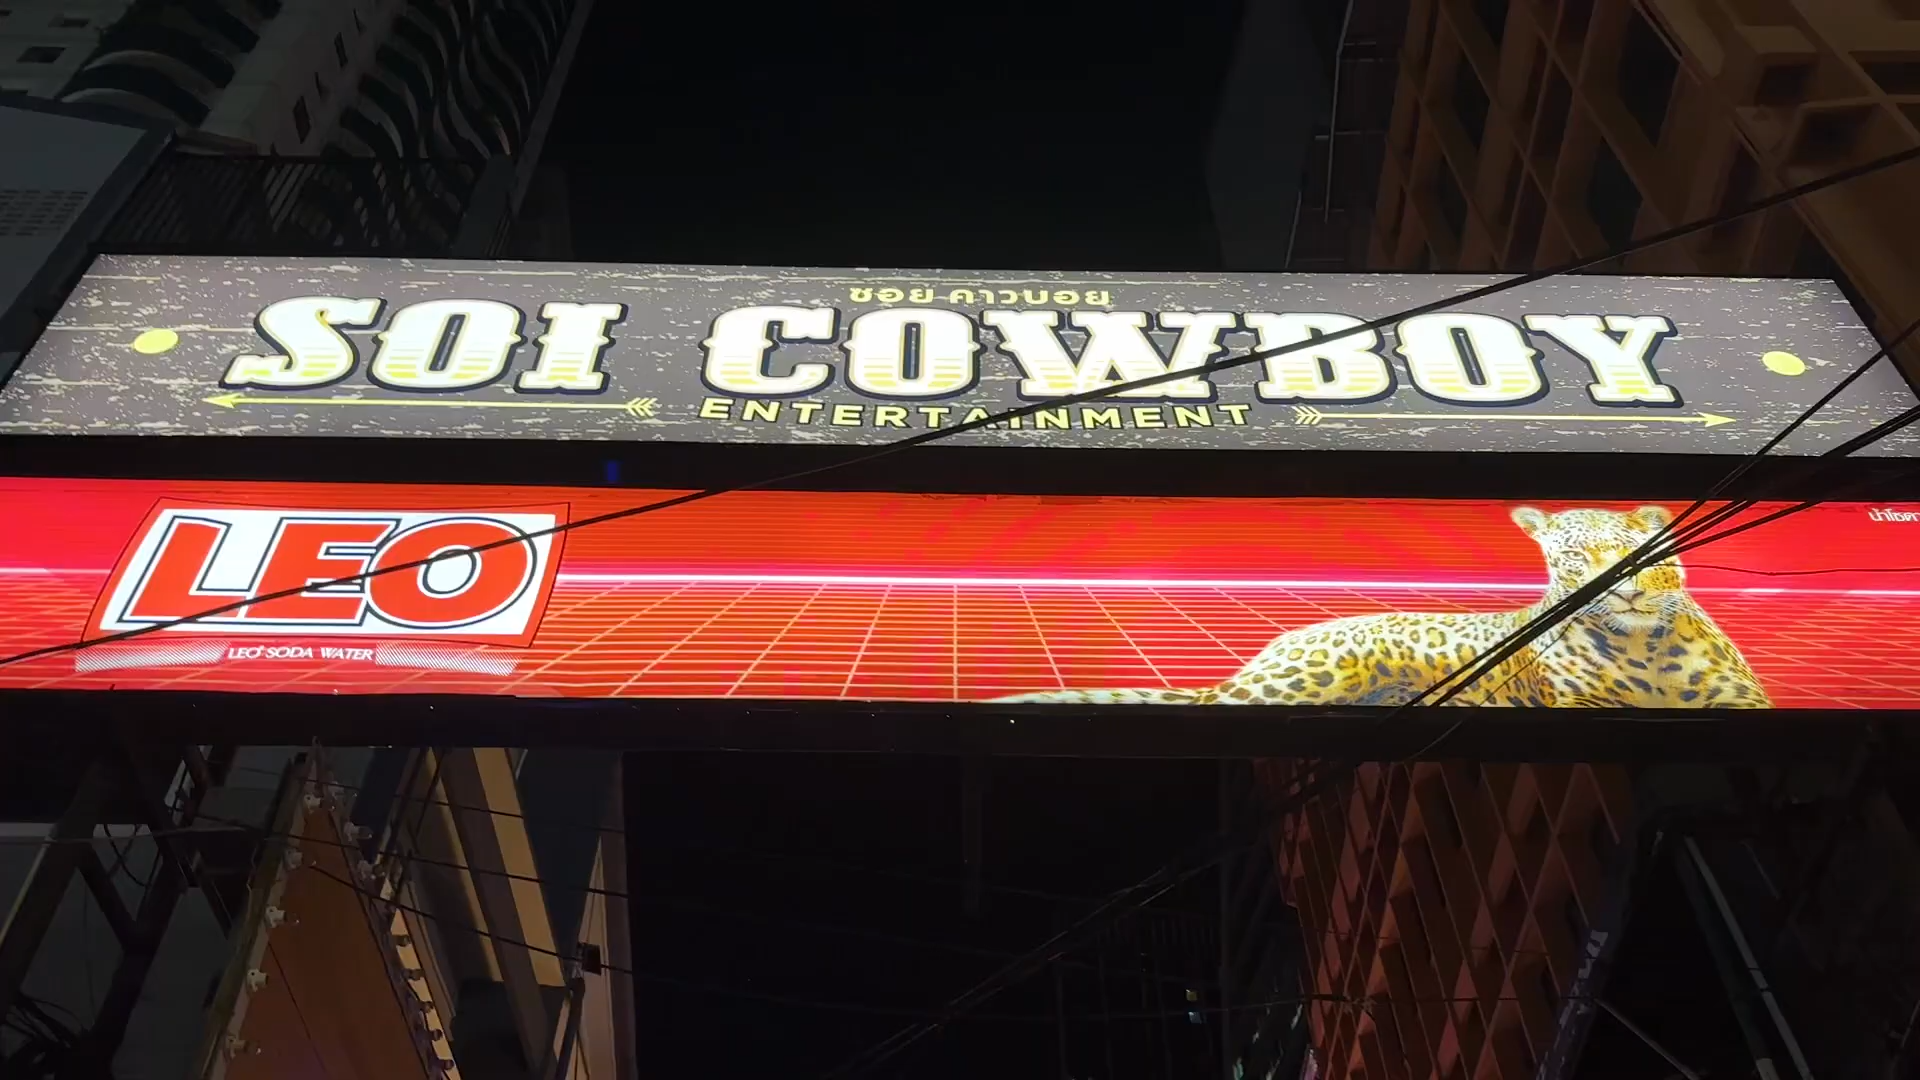 ซอย คาวบอย
SOI COWBOY
ENTERTAINMENT
LEO
LEO® SODA WATER